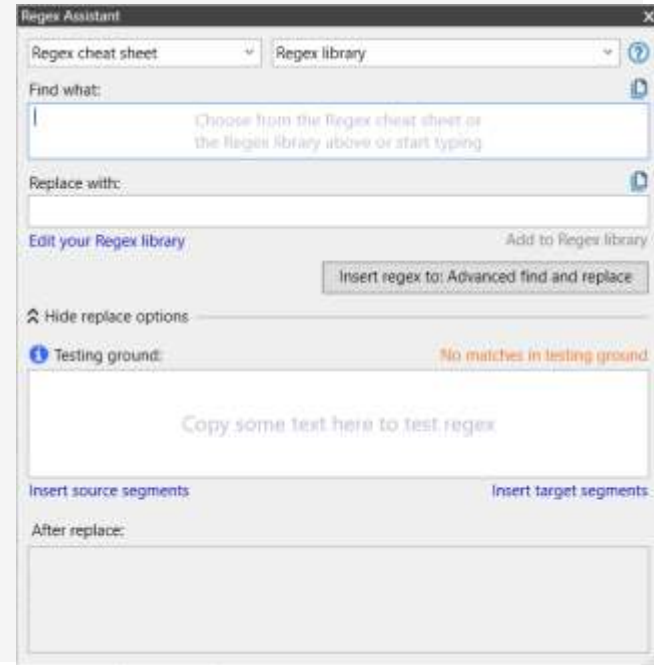 Regex Assistant
Regex cheat sheet
Regex library
Find what:
Choose from the Regex cheat sheet or
the Regex library above or start typing
Replace with:
Edit your Regex library
Add to Regex library
Insert regex to: Advanced find and replace
Hide replace options
Testing ground:
No matches in testing ground
Copy some text here to test regex
Insert source segments
Insert target segments
After replace: